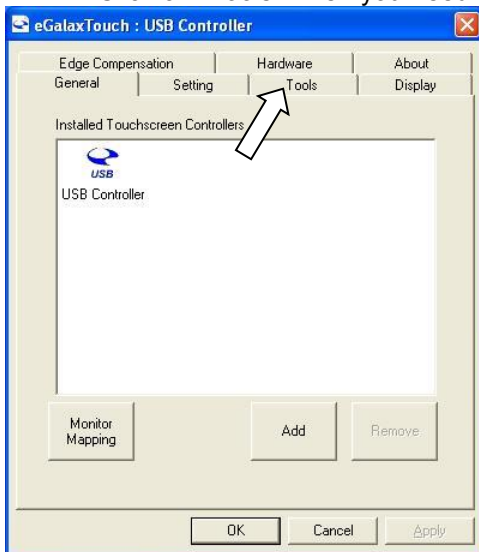 eGalaxTouch : USB Controller
Edge Compensation Hardware About
General Setting Tools Display
Installed Touchscreen Controllers
USB
USB Controller
Monitor
Mapping
Add
Remove
OK Cancel Apply